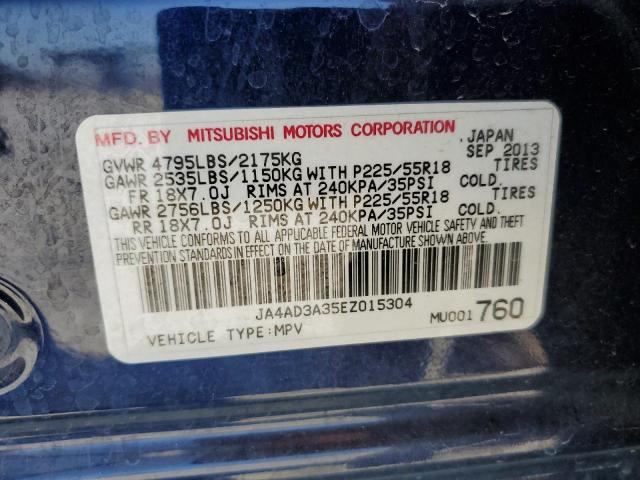 MFD. BY MITSUBISHI MOTORS CORPORATION JAPAN
GVWR 4795LBS/2175KG SEP 2013
GAWR 2535LBS/1150KG WITH P225/55R18 TIRES
FR 18X7.0J RIMS AT 240KPA/35PSI COLD.
GAWR 2756LBS/1250KG WITH P225/55R18 TIRES
RR 18X7.0J RIMS AT 240KPA/35PSI COLD.
THIS VEHICLE CONFORMS TO ALL APPLICABLE FEDERAL MOTOR VEHICLE SAFETY AND
THEFT PREVENTION STANDARDS IN EFFECT ON THE DATE OF MANUFACTURE SHOWN ABOVE.
JA4AD3A35EZ015304
VEHICLE TYPE:MPV MU001 760